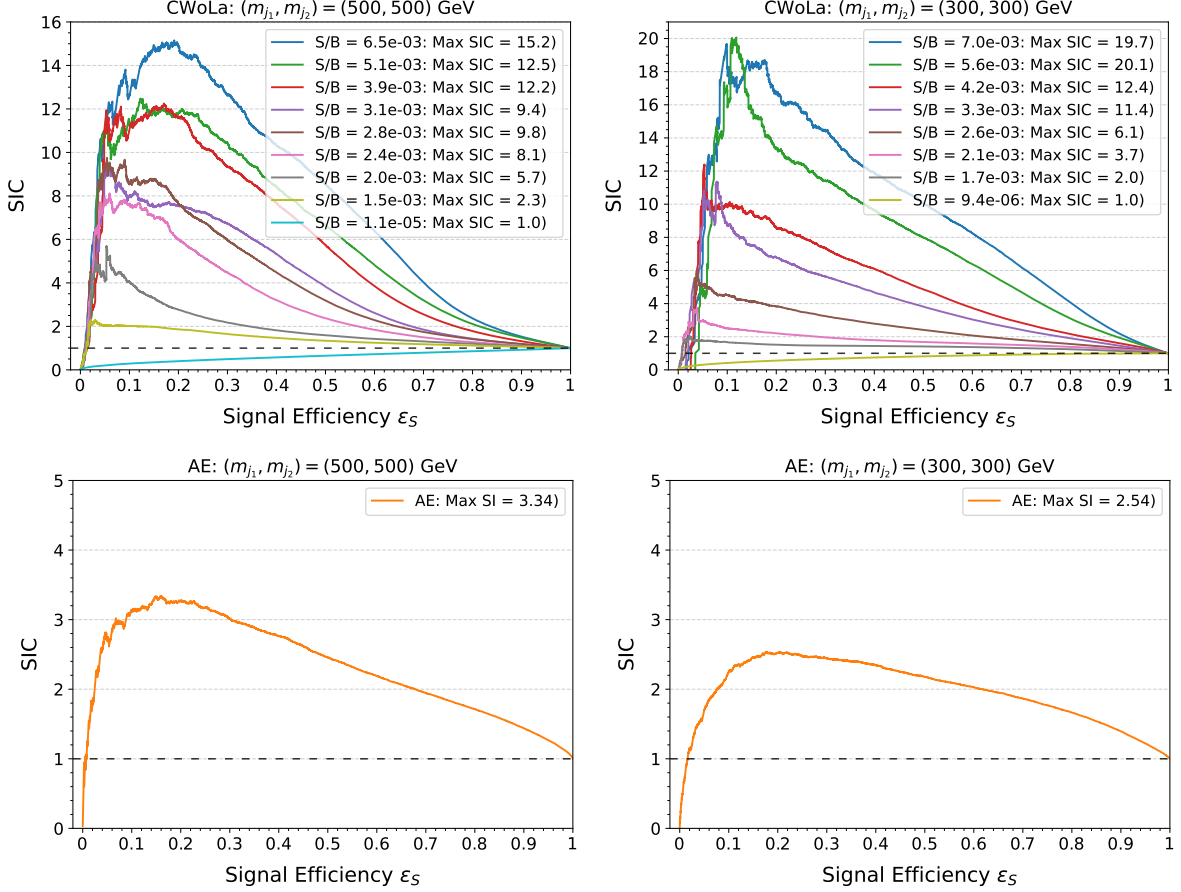 CWoLa: (m_{j_1}, m_{j_2}) = (500, 500) GeV
16
14
12
10
8
6
4
2
0
SIC
S/B = 6.5e-03: Max SIC = 15.2)
S/B = 5.1e-03: Max SIC = 12.5)
S/B = 3.9e-03: Max SIC = 12.2)
S/B = 3.1e-03: Max SIC = 9.4)
S/B = 2.8e-03: Max SIC = 9.8)
S/B = 2.4e-03: Max SIC = 8.1)
S/B = 2.0e-03: Max SIC = 5.7)
S/B = 1.5e-03: Max SIC = 2.3)
S/B = 1.1e-05: Max SIC = 1.0)
0 0.1 0.2 0.3 0.4 0.5 0.6 0.7 0.8 0.9 1
Signal Efficiency ε_S
CWoLa: (m_{j_1}, m_{j_2}) = (300, 300) GeV
20
18
16
14
12
10
8
6
4
2
0
SIC
S/B = 7.0e-03: Max SIC = 19.7)
S/B = 5.6e-03: Max SIC = 20.1)
S/B = 4.2e-03: Max SIC = 12.4)
S/B = 3.3e-03: Max SIC = 11.4)
S/B = 2.6e-03: Max SIC = 6.1)
S/B = 2.1e-03: Max SIC = 3.7)
S/B = 1.7e-03: Max SIC = 2.0)
S/B = 9.4e-06: Max SIC = 1.0)
0 0.1 0.2 0.3 0.4 0.5 0.6 0.7 0.8 0.9 1
Signal Efficiency ε_S
AE: (m_{j_1}, m_{j_2}) = (500, 500) GeV
5
4
3
2
1
0
SIC
AE: Max SI = 3.34)
0 0.1 0.2 0.3 0.4 0.5 0.6 0.7 0.8 0.9 1
Signal Efficiency ε_S
AE: (m_{j_1}, m_{j_2}) = (300, 300) GeV
5
4
3
2
1
0
SIC
AE: Max SI = 2.54)
0 0.1 0.2 0.3 0.4 0.5 0.6 0.7 0.8 0.9 1
Signal Efficiency ε_S